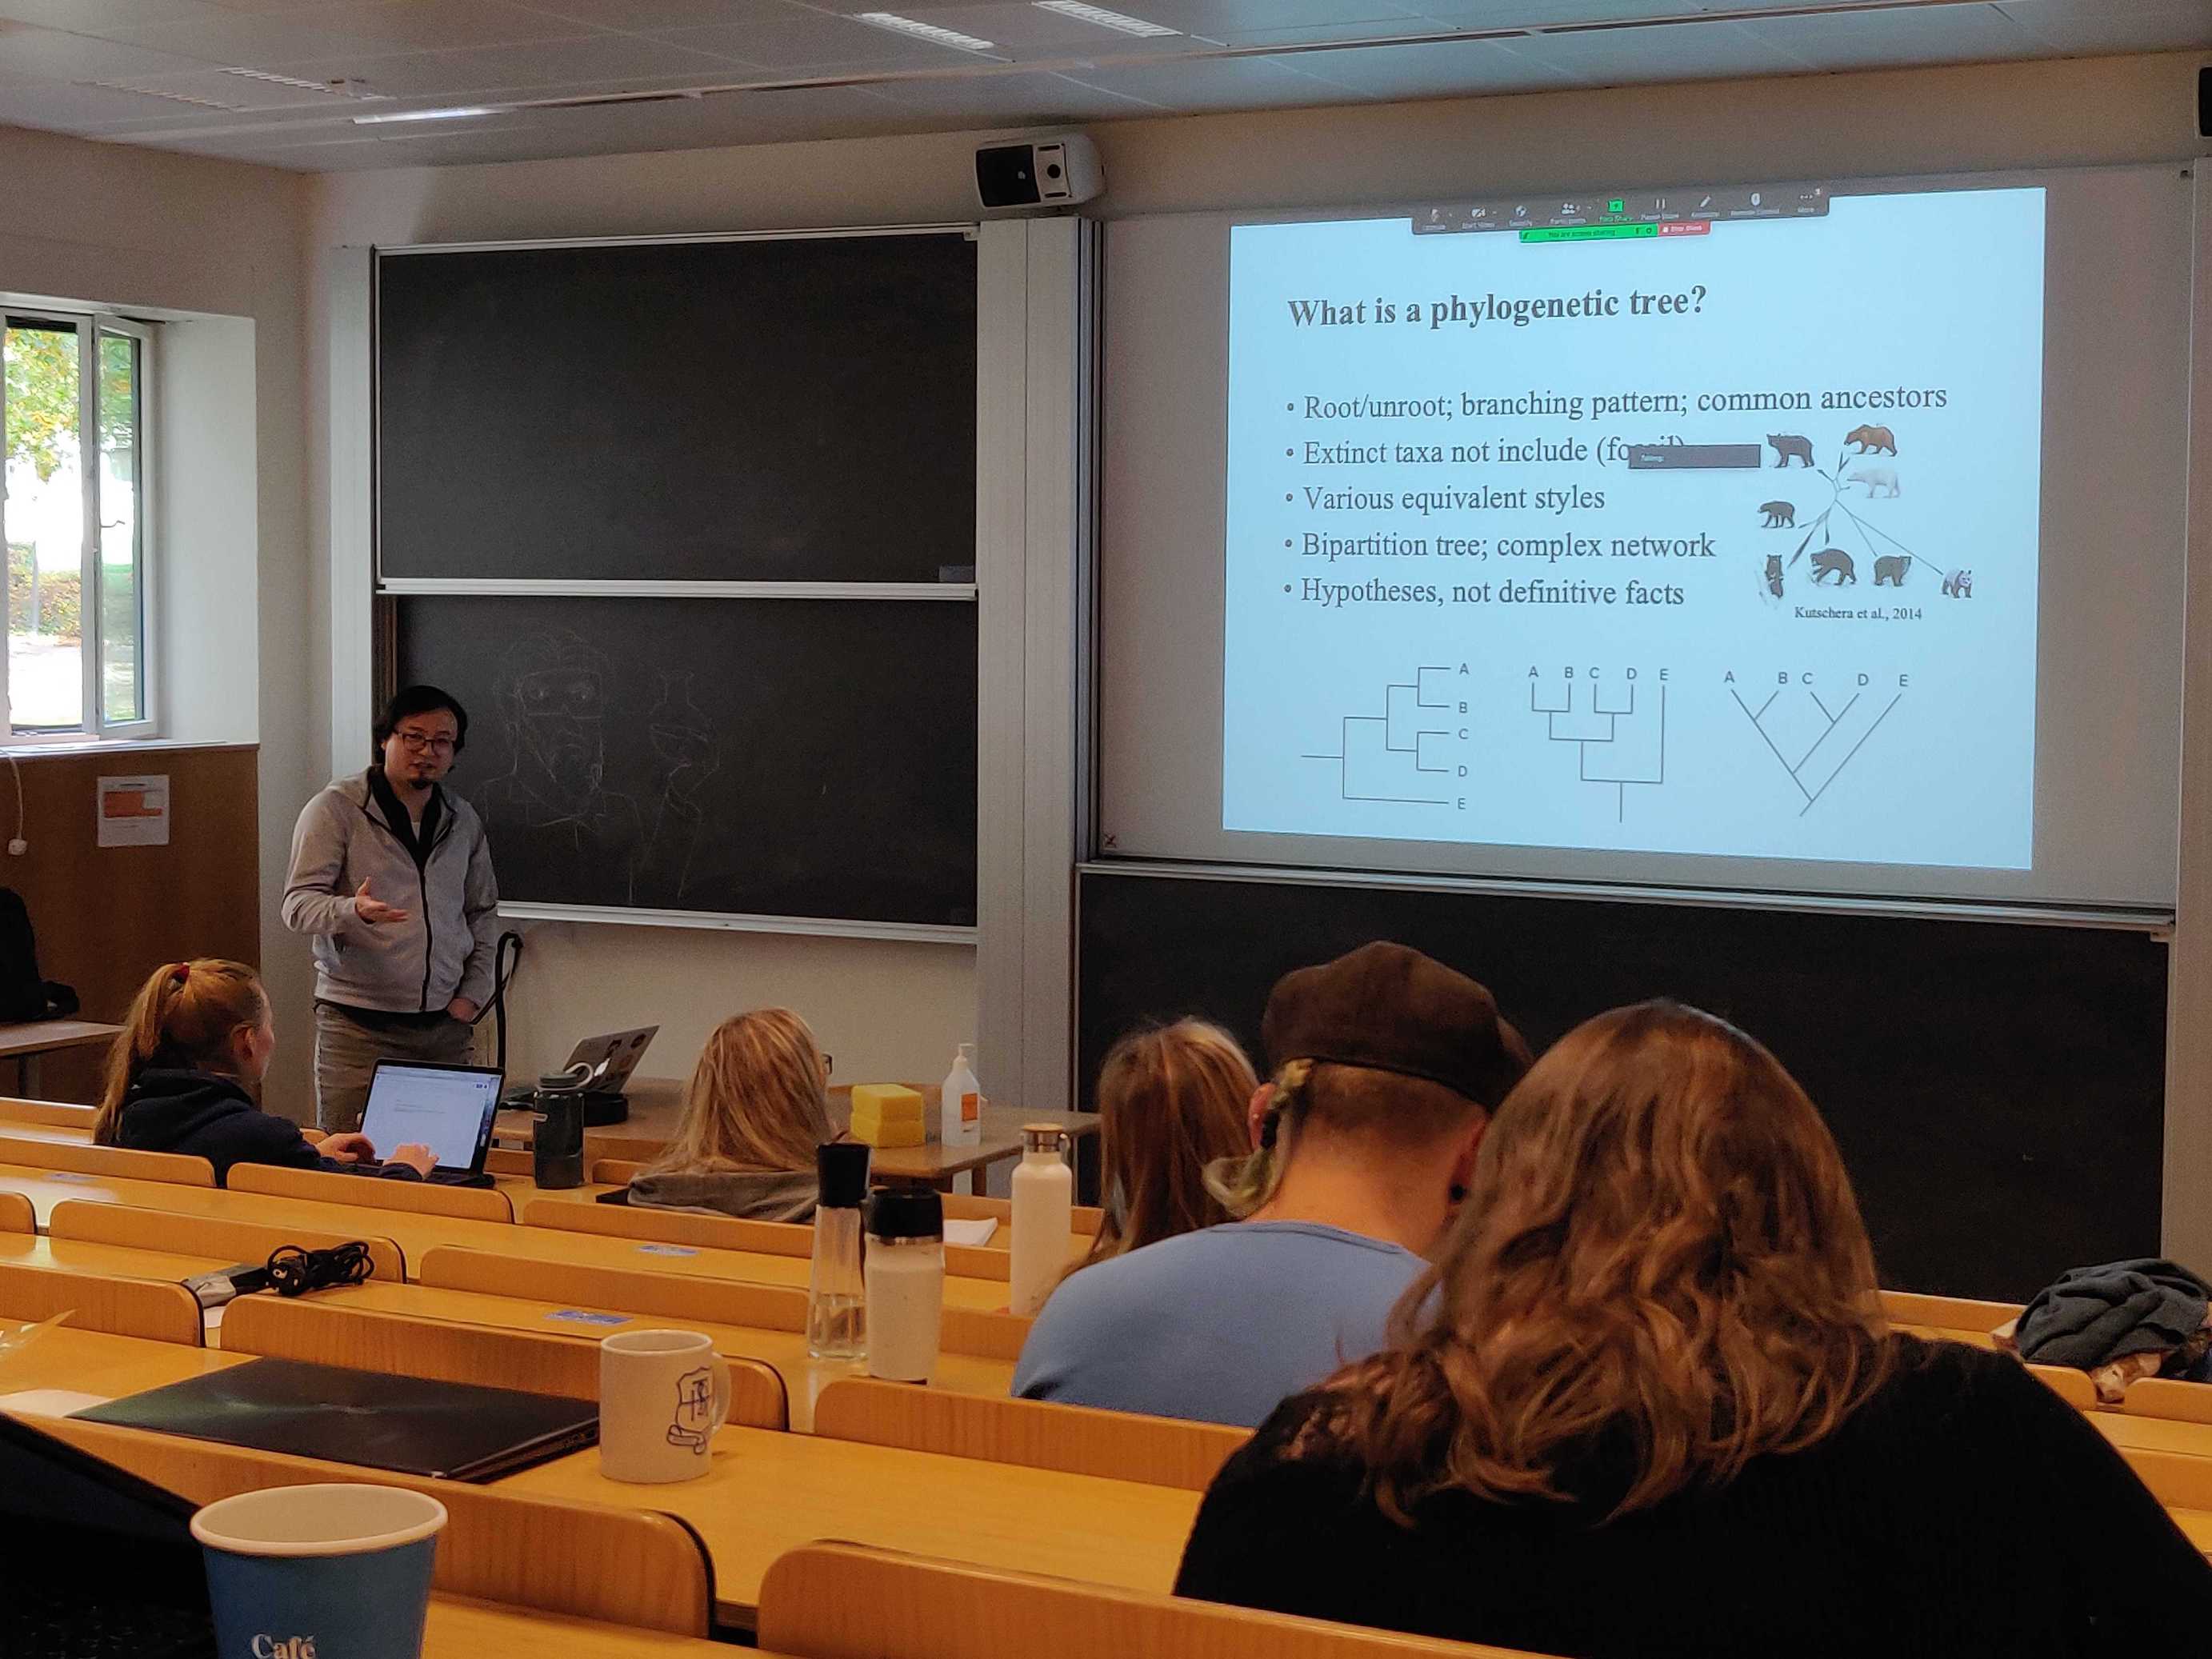 What is a phylogenetic tree?
• Root/unroot; branching pattern; common ancestors
• Extinct taxa not include (fo
• Various equivalent styles
• Bipartition tree; complex network
• Hypotheses, not definitive facts
Kutschera et al., 2014
A
B
C
D
E
A B C D E
A B C D E
Café